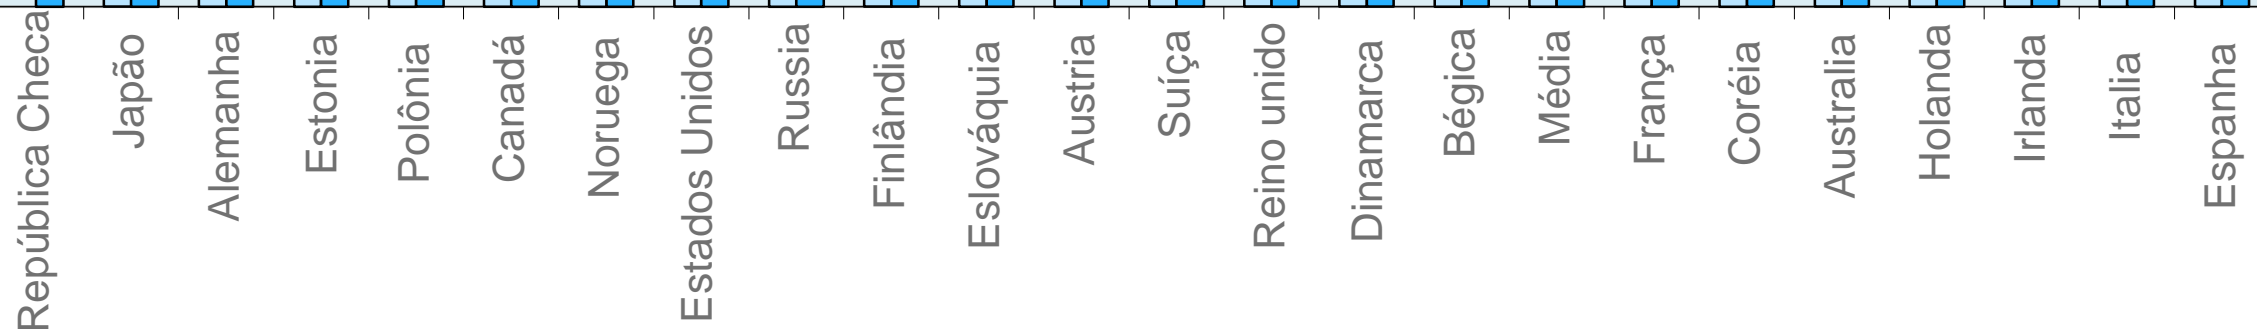 República Checa
Japão
Alemanha
Estonia
Polônia
Canadá
Noruega
Estados Unidos
Russia
Finlândia
Eslováquia
Austria
Suíça
Reino unido
Dinamarca
Bégica
Média
França
Coréia
Australia
Holanda
Irlanda
Italia
Espanha